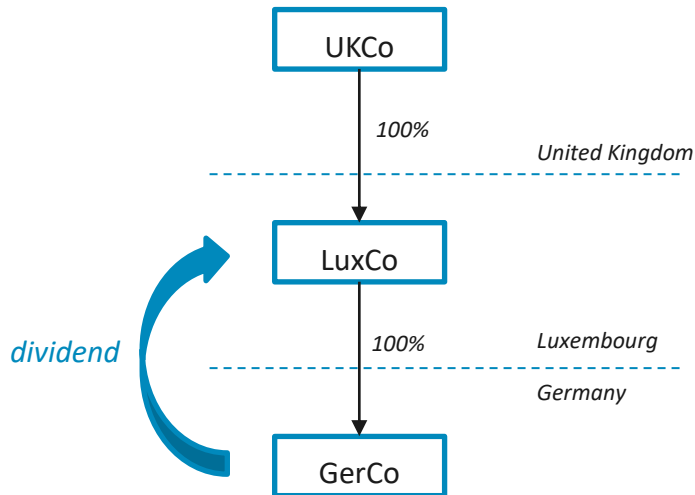 UKCo
100%
United Kingdom
LuxCo
dividend
100%
Luxembourg
Germany
GerCo